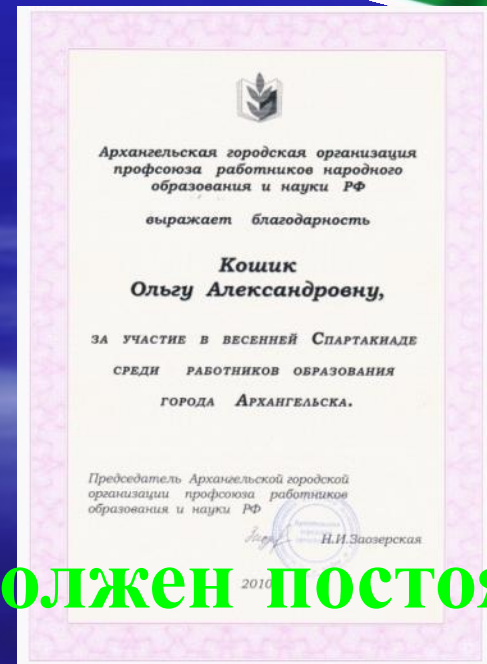 Архангельская городская организация
профсоюза работников народного
образования и науки РФ
выражает благодарность
Кошик
Ольгу Александровну,
за участие в весенней Спартакиаде
среди работников образования
города Архангельска.
Председатель Архангельской городской
организации профсоюза работников
образования и науки РФ
Н.И.Заозерская
2010
олжен посто